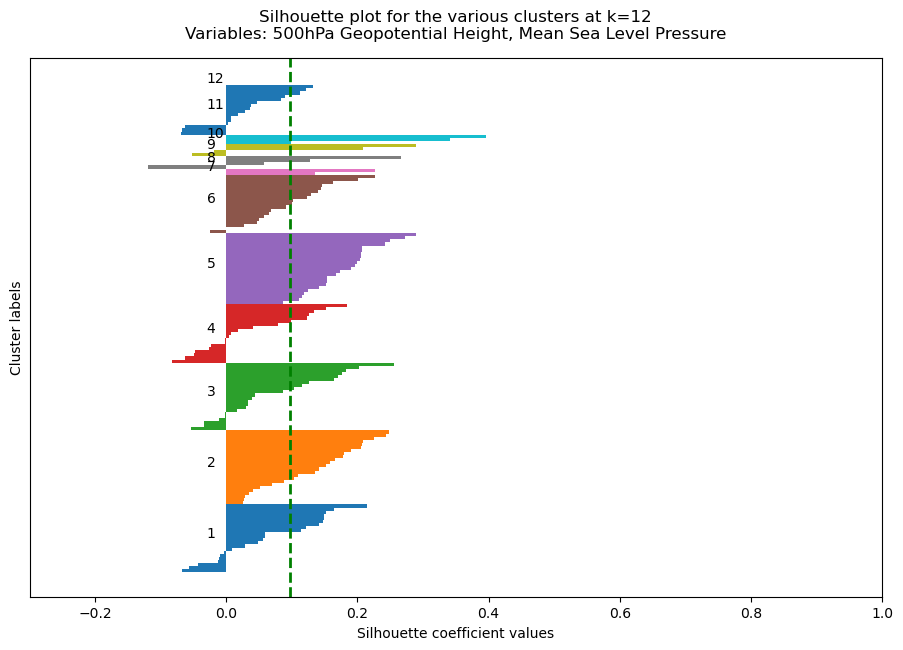 Silhouette plot for the various clusters at k=12
Variables: 500hPa Geopotential Height, Mean Sea Level Pressure
12
11
10
9
8
7
6
5
4
3
2
1
Cluster labels
−0.2 0.0 0.2 0.4 0.6 0.8 1.0
Silhouette coefficient values